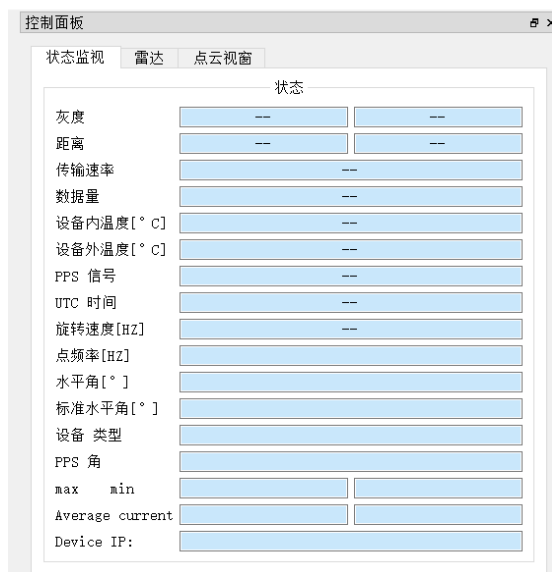 控制面板
状态监视 雷达 点云视窗
状态
灰度 -- --
距离 -- --
传输速率 --
数据量 --
设备内温度[°C] --
设备外温度[°C] --
PPS 信号 --
UTC 时间 --
旋转速度[HZ] --
点频率[HZ]
水平角[°]
标准水平角[°]
设备 类型
PPS 角
max min
Average current
Device IP: